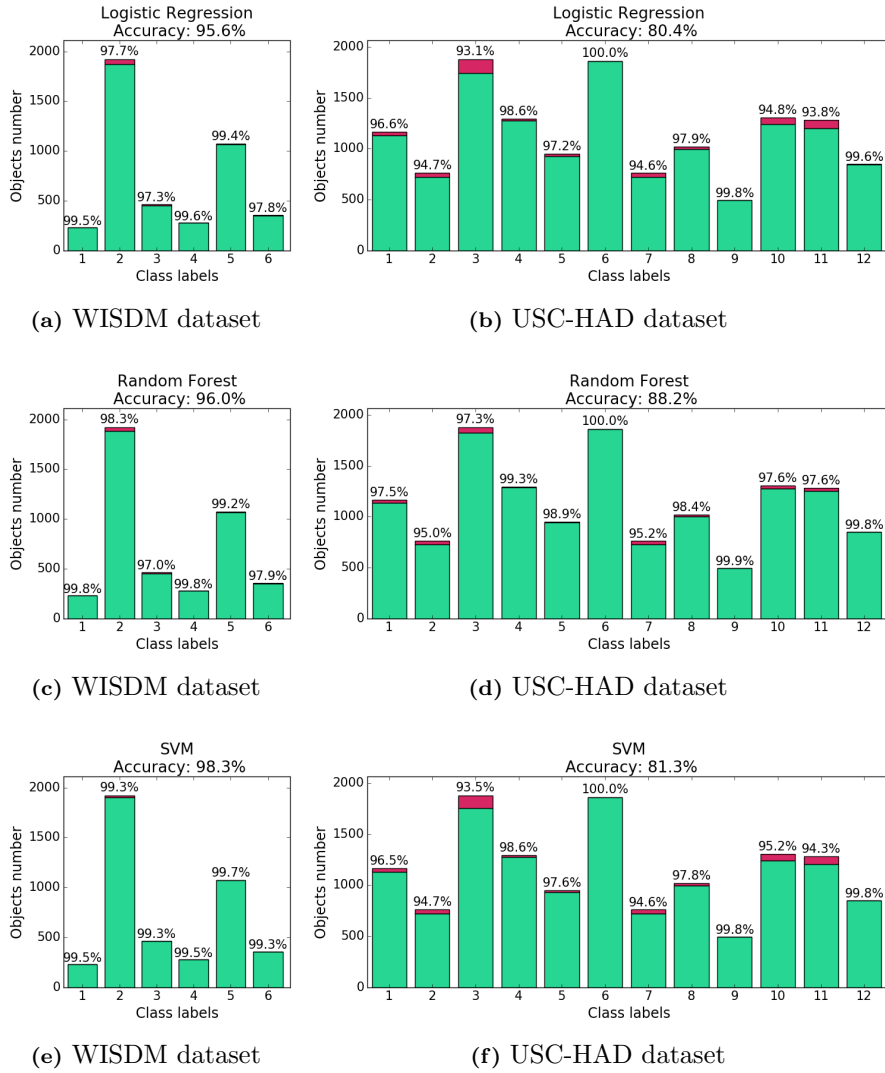 Logistic Regression
Accuracy: 95.6%
Objects number
2000
1500
1000
500
0
99.5%
97.7%
97.3%
99.6%
99.4%
97.8%
1 2 3 4 5 6
Class labels
(a) WISDM dataset
Logistic Regression
Accuracy: 80.4%
Objects number
2000
1500
1000
500
0
96.6%
94.7%
93.1%
98.6%
97.2%
100.0%
94.6%
97.9%
99.8%
94.8%
93.8%
99.6%
1 2 3 4 5 6 7 8 9 10 11 12
Class labels
(b) USC-HAD dataset
Random Forest
Accuracy: 96.0%
Objects number
2000
1500
1000
500
0
99.8%
98.3%
97.0%
99.8%
99.2%
97.9%
1 2 3 4 5 6
Class labels
(c) WISDM dataset
Random Forest
Accuracy: 88.2%
Objects number
2000
1500
1000
500
0
97.5%
95.0%
97.3%
99.3%
98.9%
100.0%
95.2%
98.4%
99.9%
97.6%
97.6%
99.8%
1 2 3 4 5 6 7 8 9 10 11 12
Class labels
(d) USC-HAD dataset
SVM
Accuracy: 98.3%
Objects number
2000
1500
1000
500
0
99.5%
99.3%
99.3%
99.5%
99.7%
99.3%
1 2 3 4 5 6
Class labels
(e) WISDM dataset
SVM
Accuracy: 81.3%
Objects number
2000
1500
1000
500
0
96.5%
94.7%
93.5%
98.6%
97.6%
100.0%
94.6%
97.8%
99.8%
95.2%
94.3%
99.8%
1 2 3 4 5 6 7 8 9 10 11 12
Class labels
(f) USC-HAD dataset